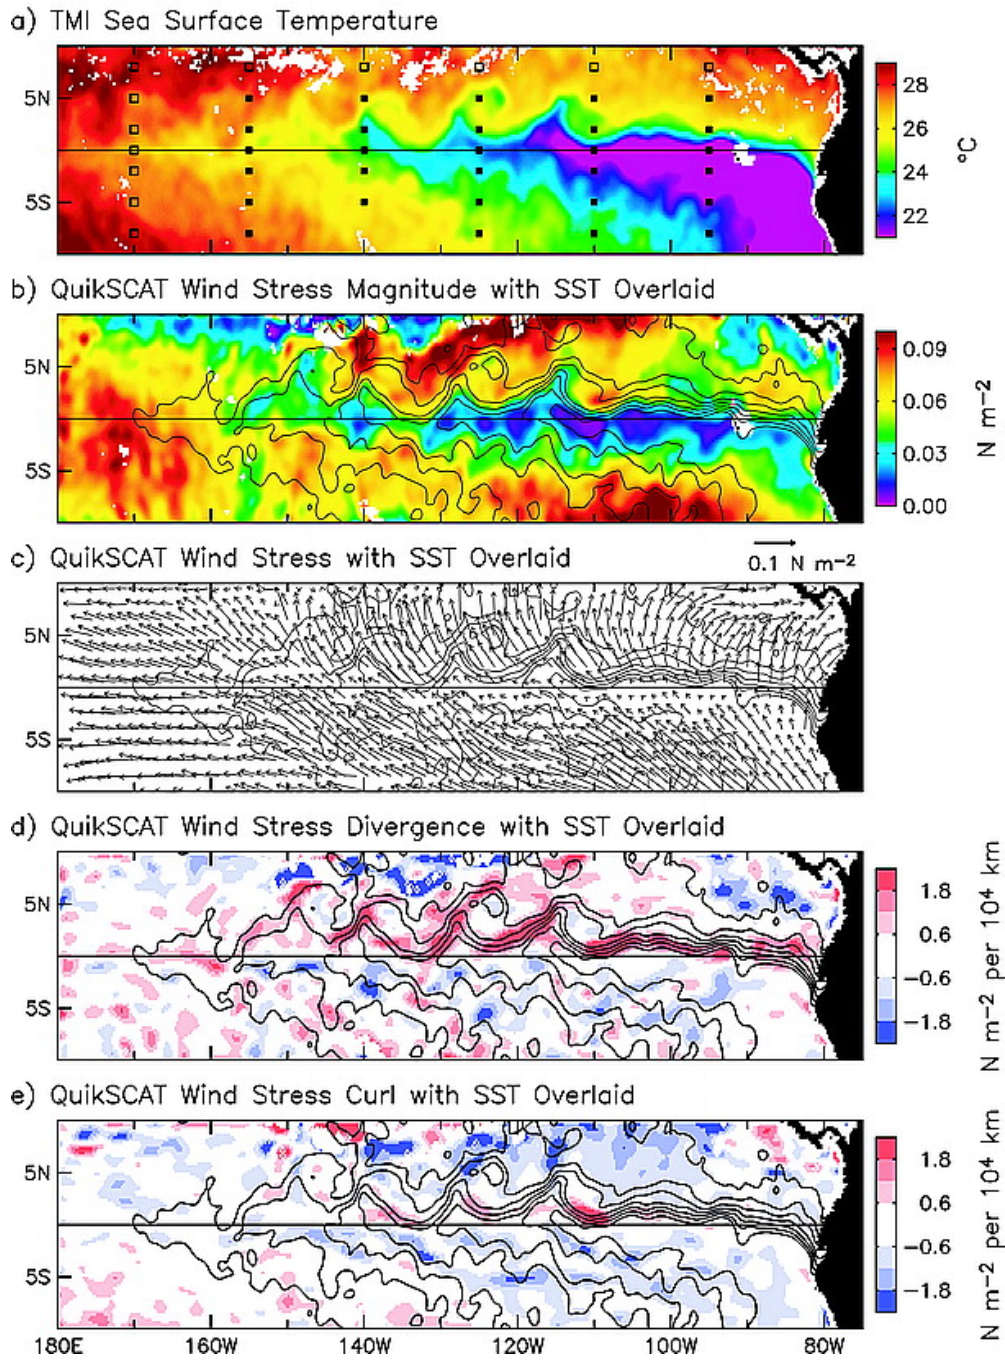 a) TMI Sea Surface Temperature
5N
5S
28
26
24
22
°C
b) QuikSCAT Wind Stress Magnitude with SST Overlaid
5N
5S
0.09
0.06
0.03
0.00
N m-2
c) QuikSCAT Wind Stress with SST Overlaid
0.1 N m-2
5N
5S
d) QuikSCAT Wind Stress Divergence with SST Overlaid
5N
5S
1.8
0.6
-0.6
-1.8
N m-2 per 10⁴ km
e) QuikSCAT Wind Stress Curl with SST Overlaid
5N
5S
1.8
0.6
-0.6
-1.8
N m-2 per 10⁴ km
180E 160W 140W 120W 100W 80W